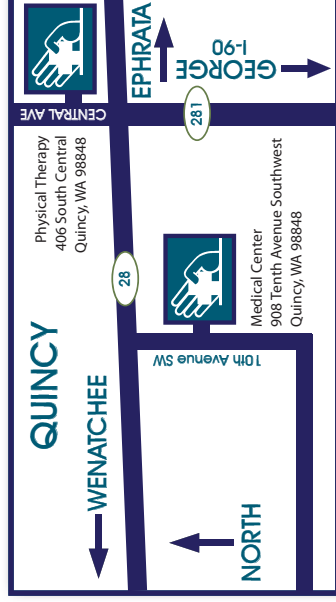 QUINCY
WENATCHEE
NORTH
28
10th Avenue SW
Medical Center
908 Tenth Avenue Southwest
Quincy, WA 98848
Physical Therapy
406 South Central
Quincy, WA 98848
CENTRAL AVE
281
EPHRATA
GEORGE
I-90